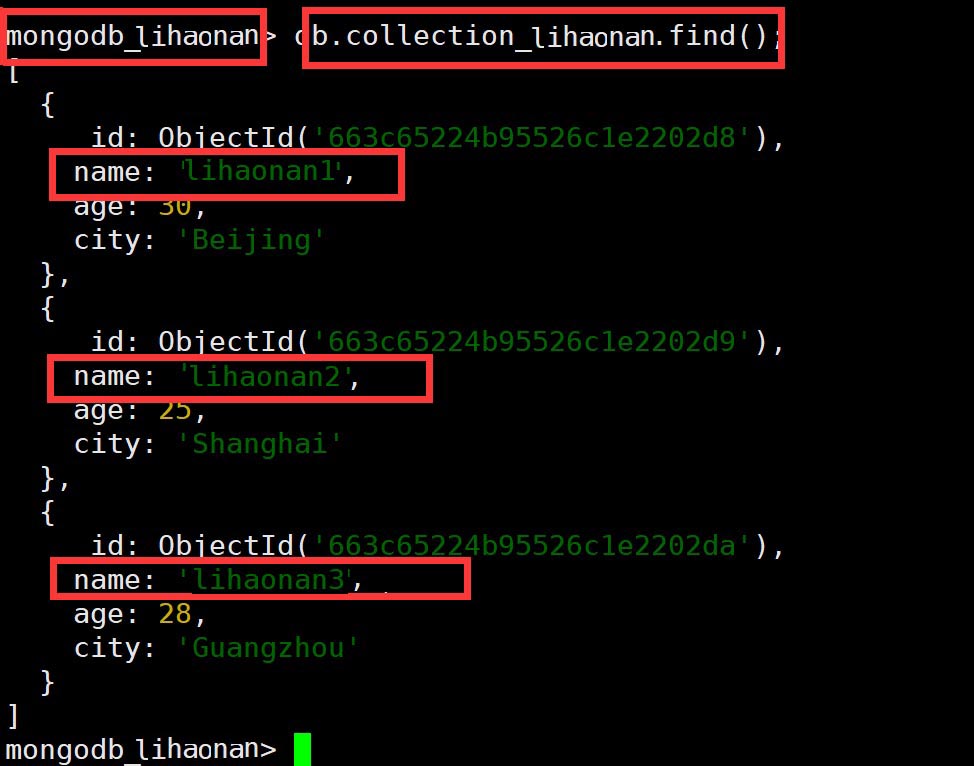 mongodb_lihaonan> db.collection_lihaonan.find();
[
  {
    _id: ObjectId('663c65224b95526c1e2202d8'),
    name: 'lihaonan1',
    age: 30,
    city: 'Beijing'
  },
  {
    _id: ObjectId('663c65224b95526c1e2202d9'),
    name: 'lihaonan2',
    age: 25,
    city: 'Shanghai'
  },
  {
    _id: ObjectId('663c65224b95526c1e2202da'),
    name: 'lihaonan3',
    age: 28,
    city: 'Guangzhou'
  }
]
mongodb_lihaonan>